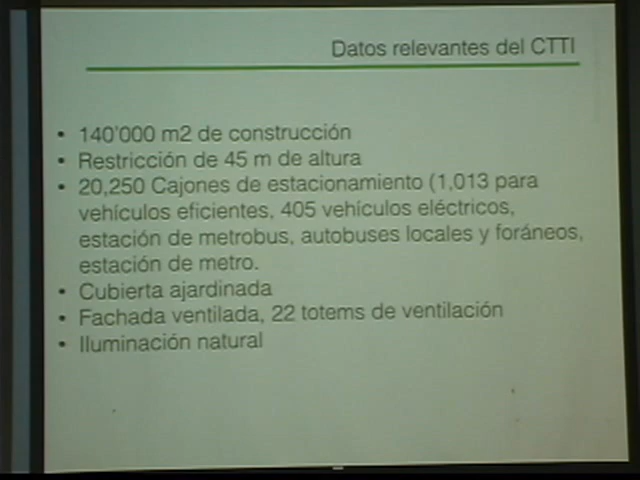 Datos relevantes del CTTI
• 140'000 m2 de construcción
• Restricción de 45 m de altura
• 20,250 Cajones de estacionamiento (1,013 para
vehículos eficientes, 405 vehículos eléctricos,
estación de metrobus, autobuses locales y foráneos,
estación de metro.
• Cubierta ajardinada
• Fachada ventilada, 22 totems de ventilación
• Iluminación natural